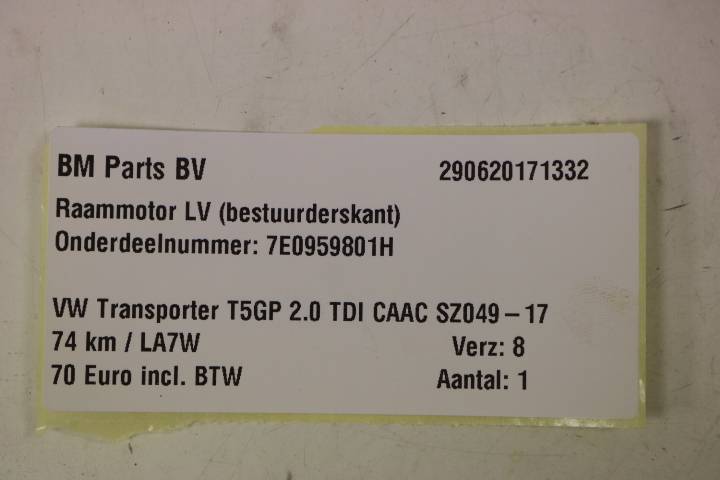 BM Parts BV 290620171332
Raammotor LV (bestuurderskant)
Onderdeelnummer: 7E0959801H
VW Transporter T5GP 2.0 TDI CAAC SZ049-17
74 km / LA7W Verz: 8
70 Euro incl. BTW Aantal: 1